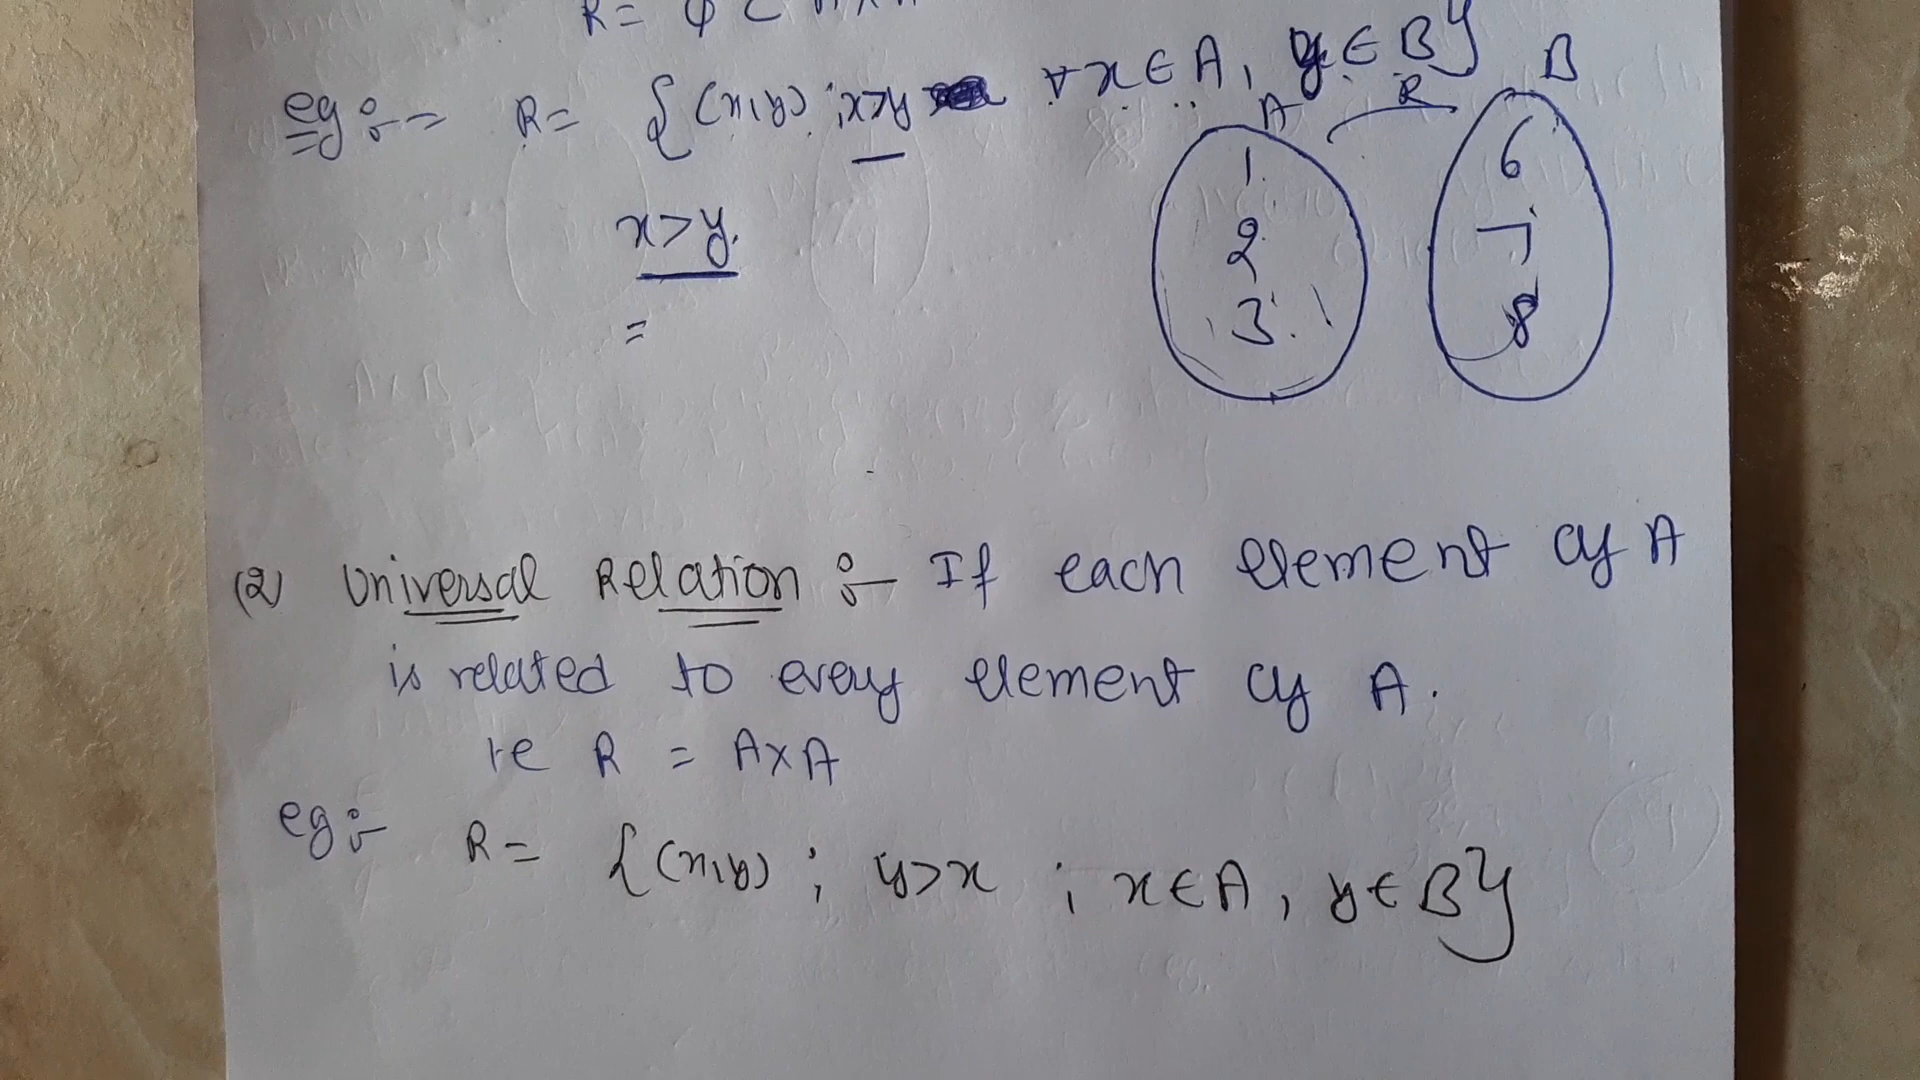 R = ϕ ⊂ A×A
eg:- R = {(x,y) ; x>y ∀ x∈A, y∈B}
A R B
x>y.
=
1 6
2 7
3 8
(2) Universal Relation :- If each element of A
is related to every element of A.
ie R = A×A
eg:- R = {(x,y) ; y>x ; x∈A, y∈B}